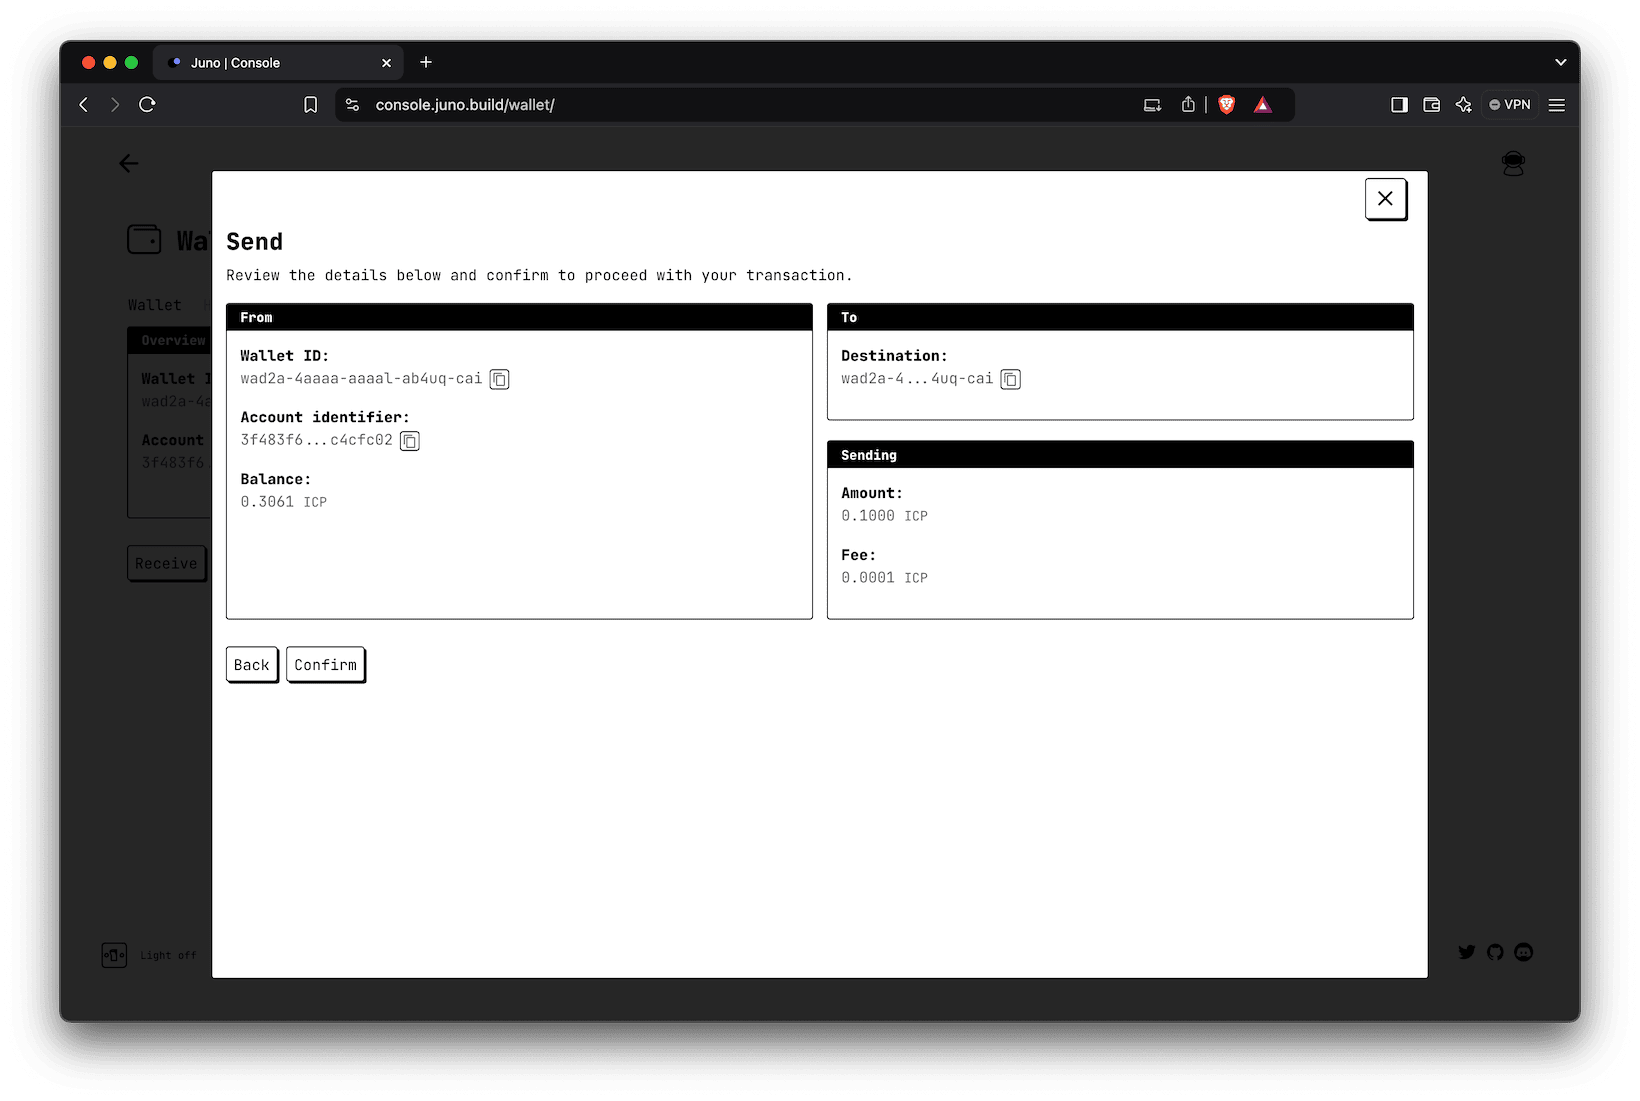 Juno | Console
console.juno.build/wallet/
VPN
Wa
Send
Review the details below and confirm to proceed with your transaction.
Wallet
Overview
Wallet I
wad2a-4a
Account
3f483f6.
Receive
From
Wallet ID:
wad2a-4aaaa-aaaal-ab4uq-cai
Account identifier:
3f483f6...c4cfc02
Balance:
0.3061 ICP
To
Destination:
wad2a-4...4uq-cai
Sending
Amount:
0.1000 ICP
Fee:
0.0001 ICP
Back
Confirm
Light off